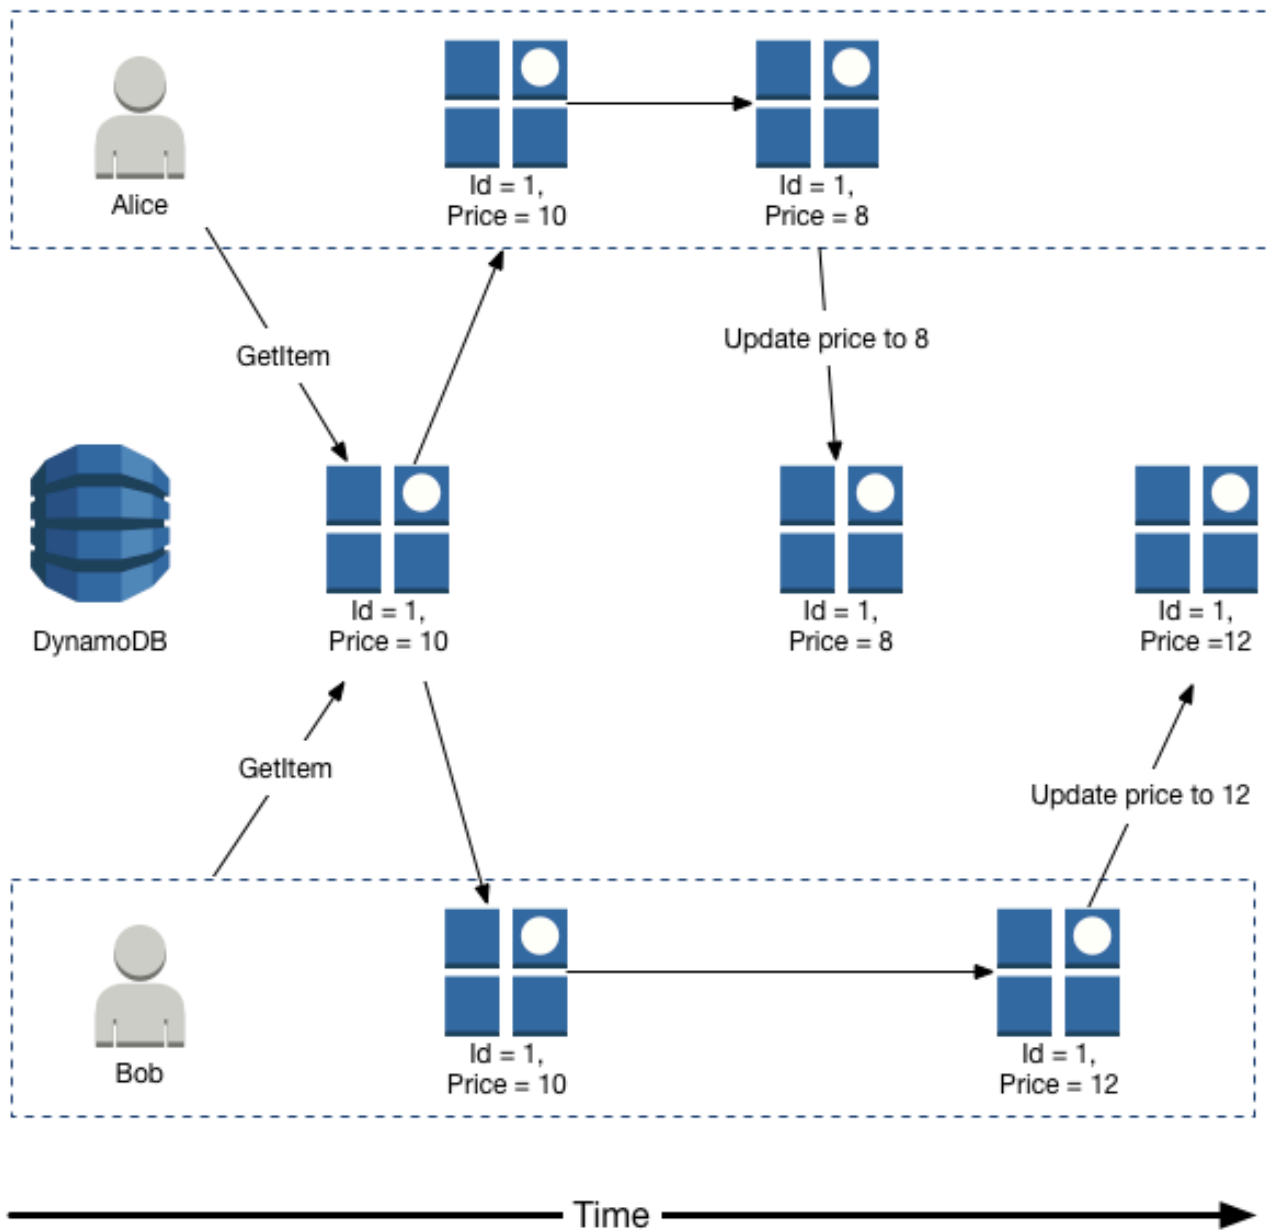 Id = 1,
Price = 10
Id = 1,
Price = 8
Alice
GetItem
Update price to 8
DynamoDB
Id = 1,
Price = 10
Id = 1,
Price = 8
Id = 1,
Price =12
GetItem
Update price to 12
Bob
Id = 1,
Price = 10
Id = 1,
Price = 12
Time